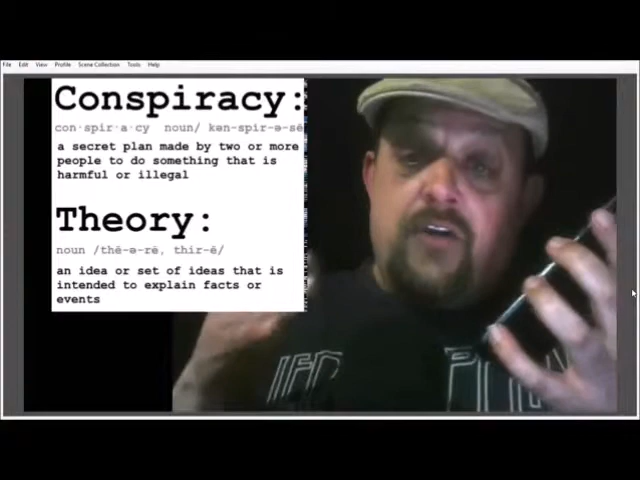 File Edit View Profile Scene Collection Tools Help
Conspiracy:
con·spir·a·cy noun/ kən-spir-ə-sē
a secret plan made by two or more
people to do something that is
harmful or illegal
Theory:
noun /thē-ə-rē, thir-ē/
an idea or set of ideas that is
intended to explain facts or
events